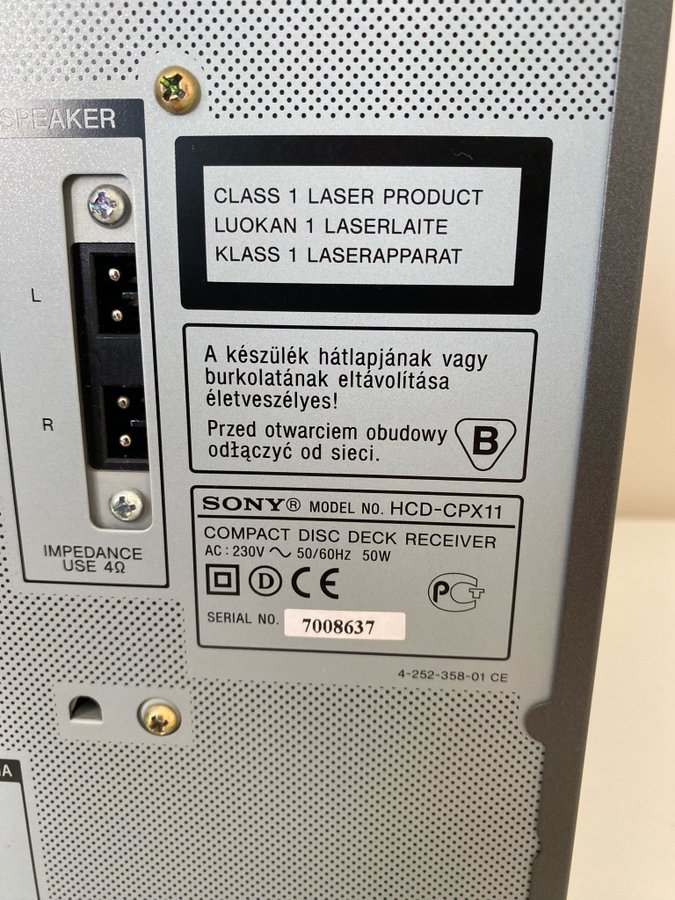 SPEAKER
L
R
IMPEDANCE
USE 4Ω
CLASS 1 LASER PRODUCT
LUOKAN 1 LASERLAITE
KLASS 1 LASERAPPARAT
A készülék hátlapjának vagy
burkolatának eltávolítása
életveszélyes!
Przed otwarciem obudowy
odłączyć od sieci.
B
SONY® MODEL NO. HCD-CPX11
COMPACT DISC DECK RECEIVER
AC : 230V ~ 50/60HZ 50W
D CE PCT
SERIAL NO. 7008637
4-252-358-01 CE